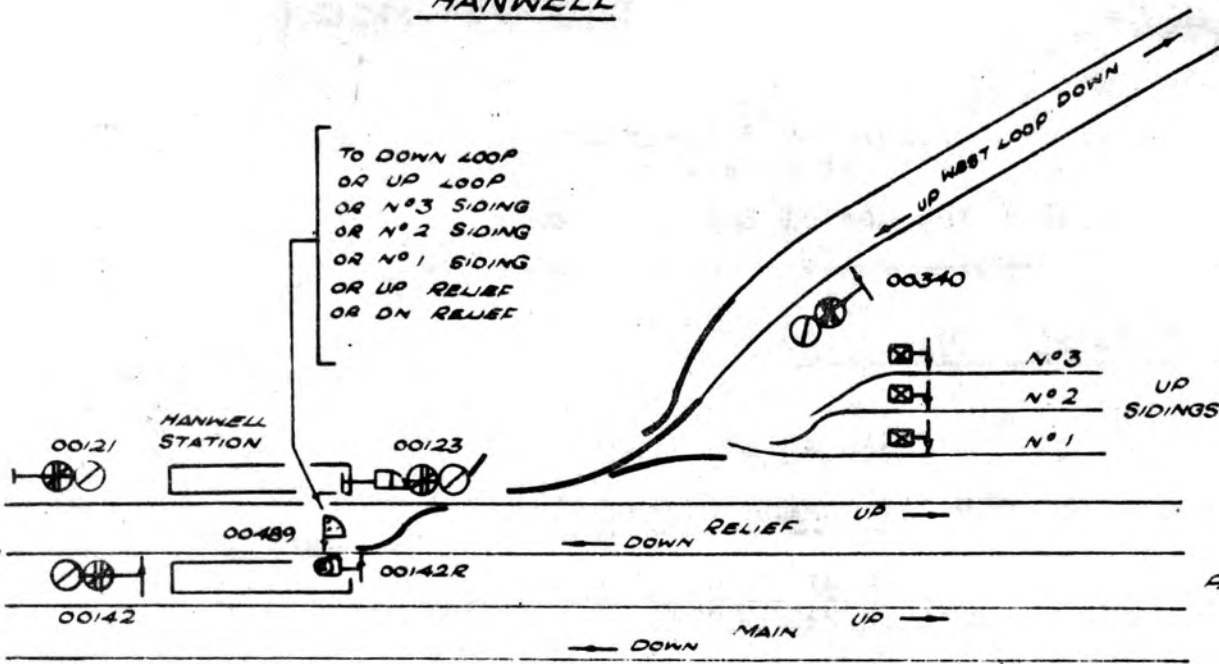 HANWELL
TO DOWN LOOP
OR UP LOOP
OR Nº3 SIDING
OR Nº2 SIDING
OR Nº1 SIDING
OR UP RELIEF
OR DN RELIEF
UP WEST LOOP DOWN
00340
Nº3
Nº2
Nº1
UP
SIDINGS
HANWELL
STATION
00121
00123
00489
RELIEF
UP
DOWN
00142R
00142
MAIN
UP
DOWN